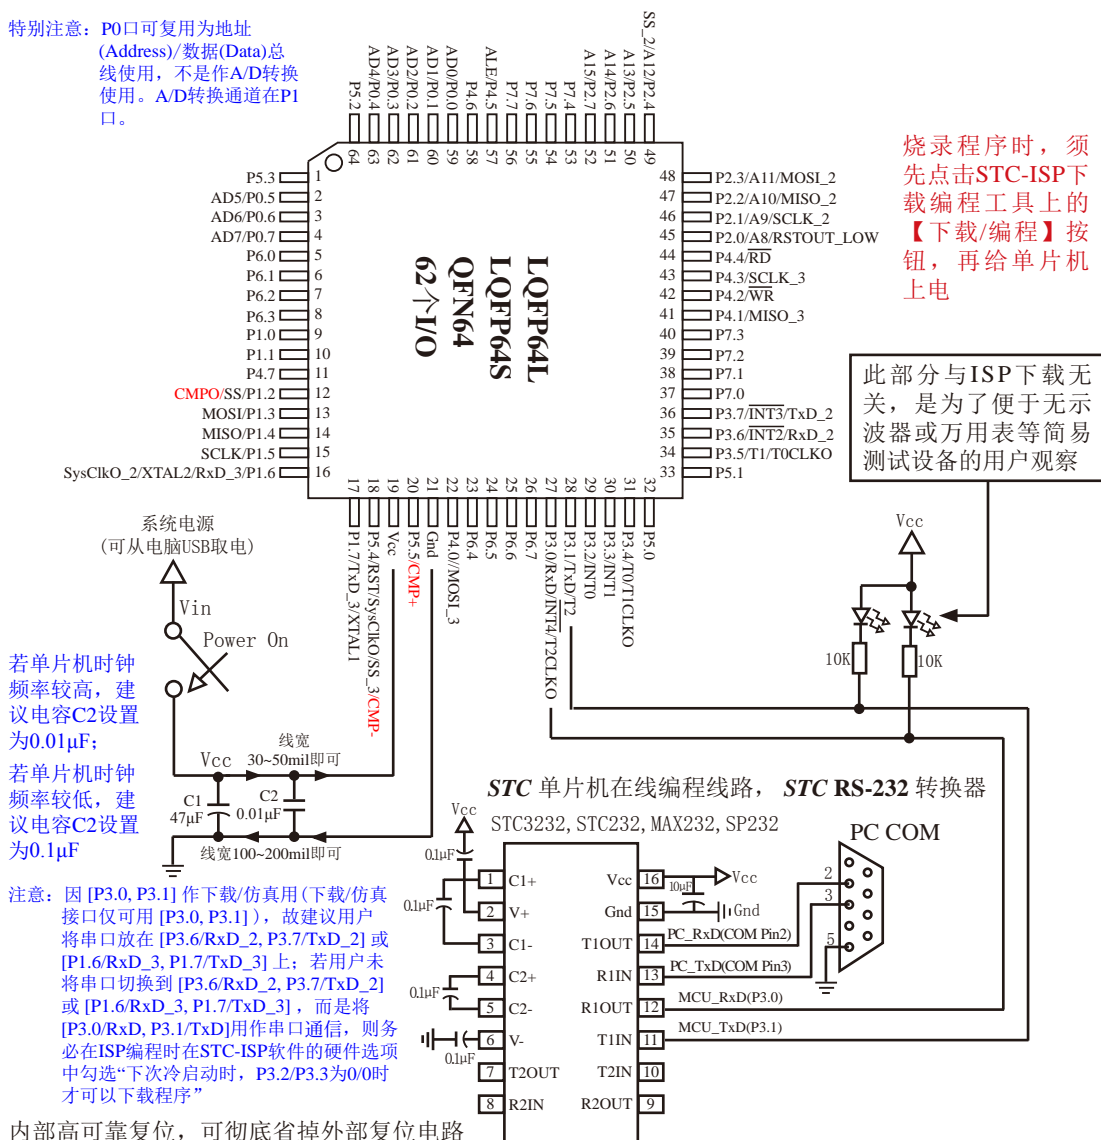 特别注意：P0口可复用为地址
(Address)/数据(Data)总
线使用，不是作A/D转换
使用。A/D转换通道在P1
口。
P5.2
AD4/P0.4
AD3/P0.3
AD2/P0.2
AD1/P0.1
AD0/P0.0
P4.6
ALE/P4.5
P7.7
P7.6
P7.5
P7.4
A15/P2.7
A14/P2.6
A13/P2.5
SS_2/A12/P2.4
64
63
62
61
60
59
58
57
56
55
54
53
52
51
50
49
烧录程序时，须
先点击STC-ISP下
载编程工具上的
【下载/编程】按
钮，再给单片机
上电
P5.3 1
AD5/P0.5 2
AD6/P0.6 3
AD7/P0.7 4
P6.0 5
P6.1 6
P6.2 7
P6.3 8
P1.0 9
P1.1 10
P4.7 11
CMPO/SS/P1.2 12
MOSI/P1.3 13
MISO/P1.4 14
SCLK/P1.5 15
SysClkO_2/XTAL2/RxD_3/P1.6 16
LQFP64L
LQFP64S
QFN64
62个I/O
48 P2.3/A11/MOSI_2
47 P2.2/A10/MISO_2
46 P2.1/A9/SCLK_2
45 P2.0/A8/RSTOUT_LOW
44 P4.4/RD
43 P4.3/SCLK_3
42 P4.2/WR
41 P4.1/MISO_3
40 P7.3
39 P7.2
38 P7.1
37 P7.0
36 P3.7/INT3/TxD_2
35 P3.6/INT2/RxD_2
34 P3.5/T1/T0CLKO
33 P5.1
17 P1.7/TxD_3/XTAL1
18 P5.4/RST/SysClkO/SS_3/CMP-
19 Vcc
20 P5.5/CMP+
21 Gnd
22 P4.0//MOSI_3
23 P6.4
24 P6.5
25 P6.6
26 P6.7
27 P3.0/RxD/INT4/T2CLKO
28 P3.1/TxD/T2
29 P3.2/INT0
30 P3.3/INT1
31 P3.4/T0/T1CLKO
32 P5.0
此部分与ISP下载无
关，是为了便于无示
波器或万用表等简易
测试设备的用户观察
Vcc
10K
10K
系统电源
(可从电脑USB取电)
Vin
Power On
若单片机时钟
频率较高，建
议电容C2设置
为0.01μF；
若单片机时钟
频率较低，建
议电容C2设置
为0.1μF
Vcc
线宽
30~50mil即可
C1
47μF
C2
0.01μF
线宽100~200mil即可
STC 单片机在线编程线路， STC RS-232 转换器
STC3232,STC232,MAX232,SP232
PC COM
Vcc
0.1μF
0.1μF
0.1μF
0.1μF
1 C1+
2 V+
3 C1-
4 C2+
5 C2-
6 V-
7 T2OUT
8 R2IN
Vcc 16
Gnd 15
T1OUT 14
R1IN 13
R1OUT 12
T1IN 11
T2IN 10
R2OUT 9
Vcc
10μF
Gnd
PC_RxD(COM Pin2)
PC_TxD(COM Pin3)
MCU_RxD(P3.0)
MCU_TxD(P3.1)
2
3
5
注意：因 [P3.0, P3.1] 作下载/仿真用(下载/仿真
接口仅可用 [P3.0, P3.1] )，故建议用户
将串口放在 [P3.6/RxD_2, P3.7/TxD_2] 或
[P1.6/RxD_3, P1.7/TxD_3] 上；若用户未
将串口切换到 [P3.6/RxD_2, P3.7/TxD_2]
或 [P1.6/RxD_3, P1.7/TxD_3] ，而是将
[P3.0/RxD, P3.1/TxD]用作串口通信，则务
必在ISP编程时在STC-ISP软件的硬件选项
中勾选“下次冷启动时，P3.2/P3.3为0/0时
才可以下载程序”
内部高可靠复位，可彻底省掉外部复位电路